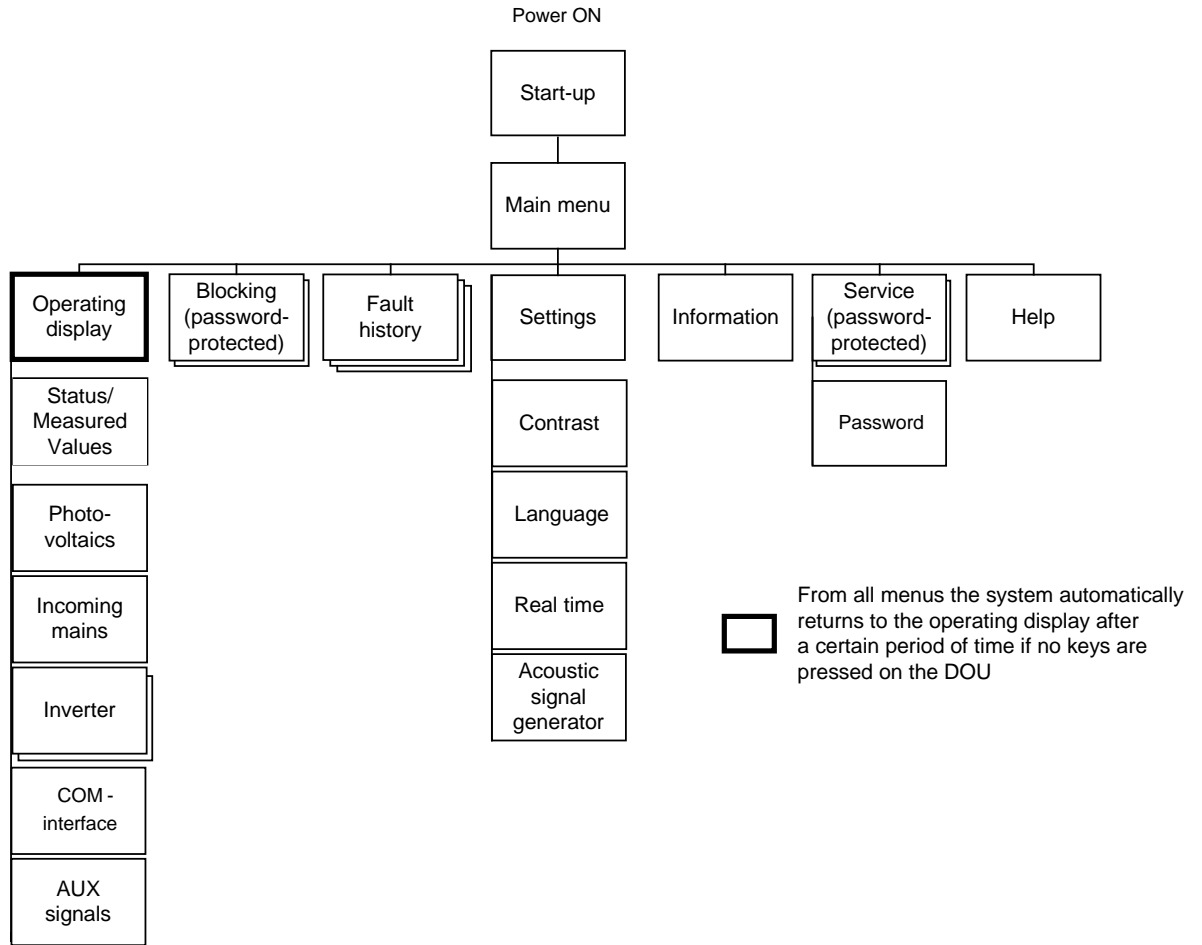 Power ON
Start-up
Main menu
Operating
display
Blocking
(password-
protected)
Fault
history
Settings
Information
Service
(password-
protected)
Help
Status/
Measured
Values
Photo-
voltaics
Incoming
mains
Inverter
COM -
interface
AUX
signals
Contrast
Language
Real time
Acoustic
signal
generator
Password
From all menus the system automatically
returns to the operating display after
a certain period of time if no keys are
pressed on the DOU